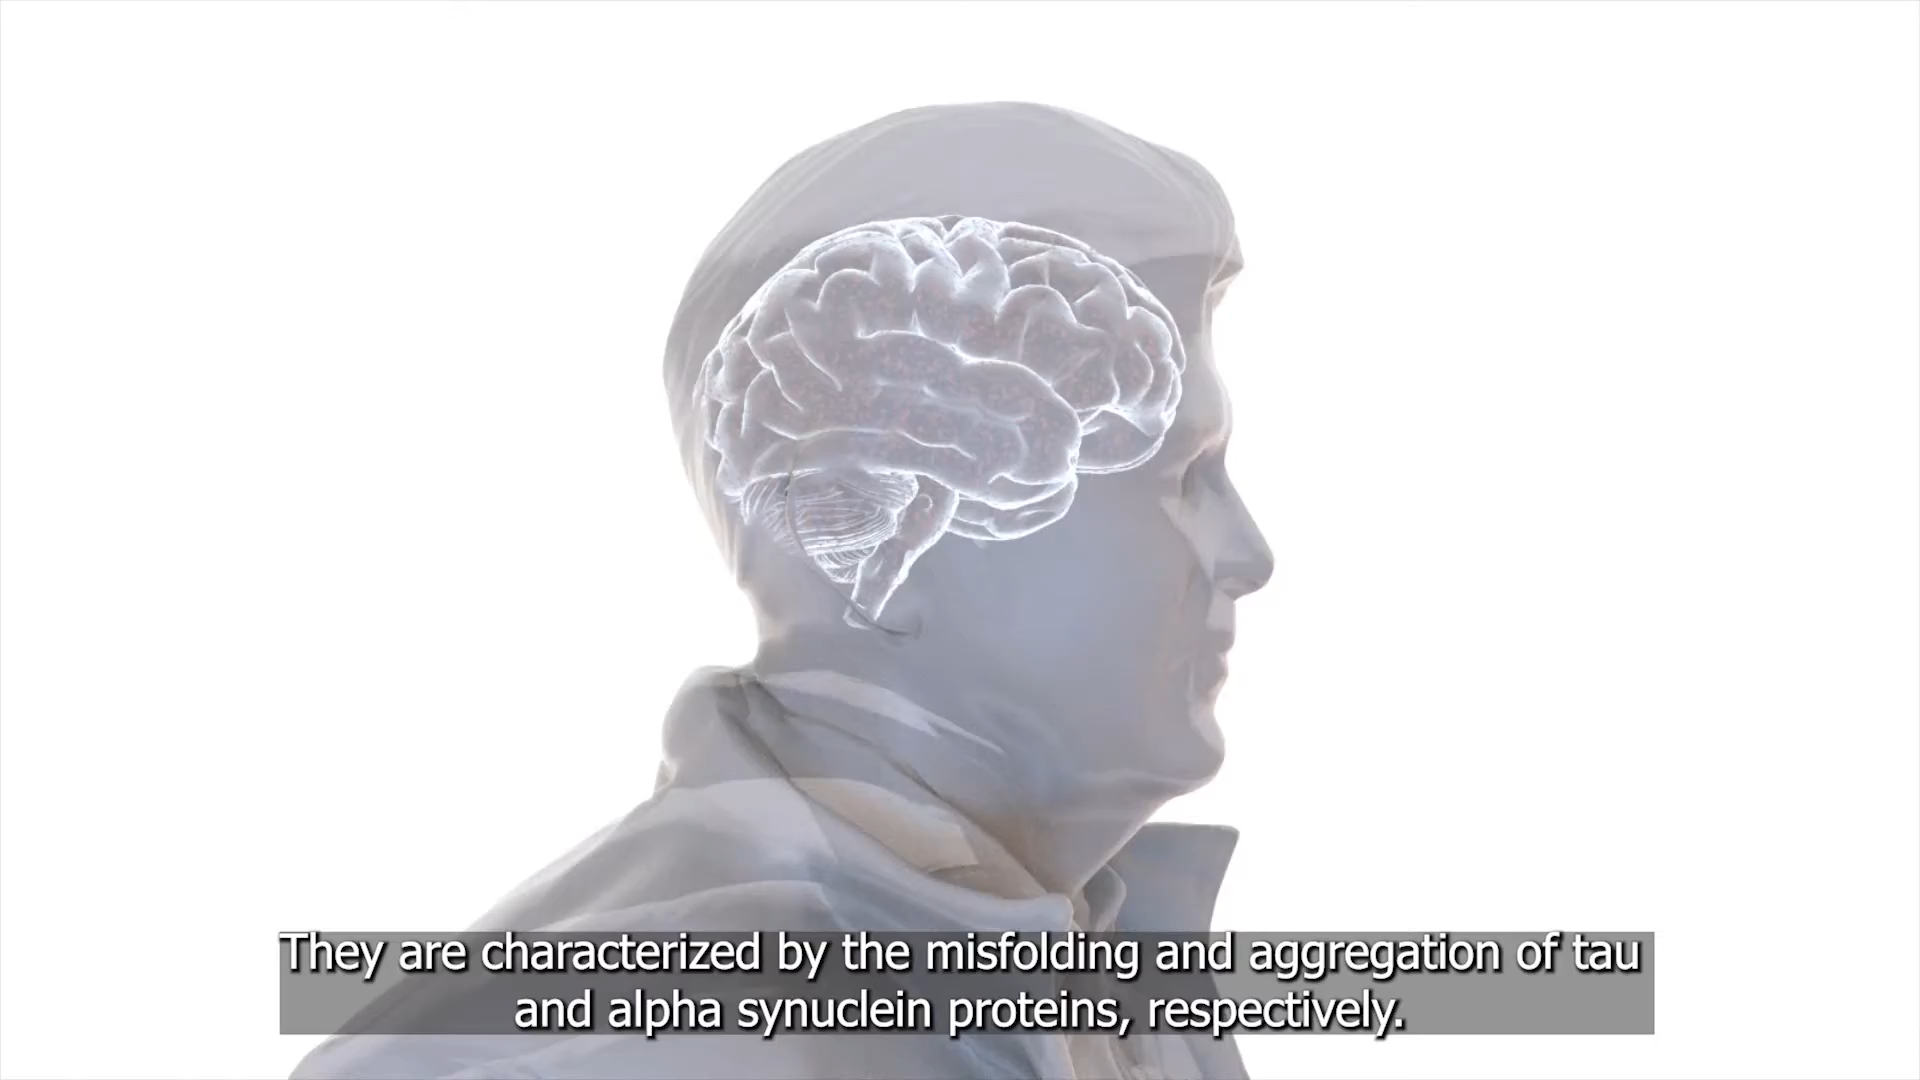 They are characterized by the misfolding and aggregation of tau
and alpha synuclein proteins, respectively.